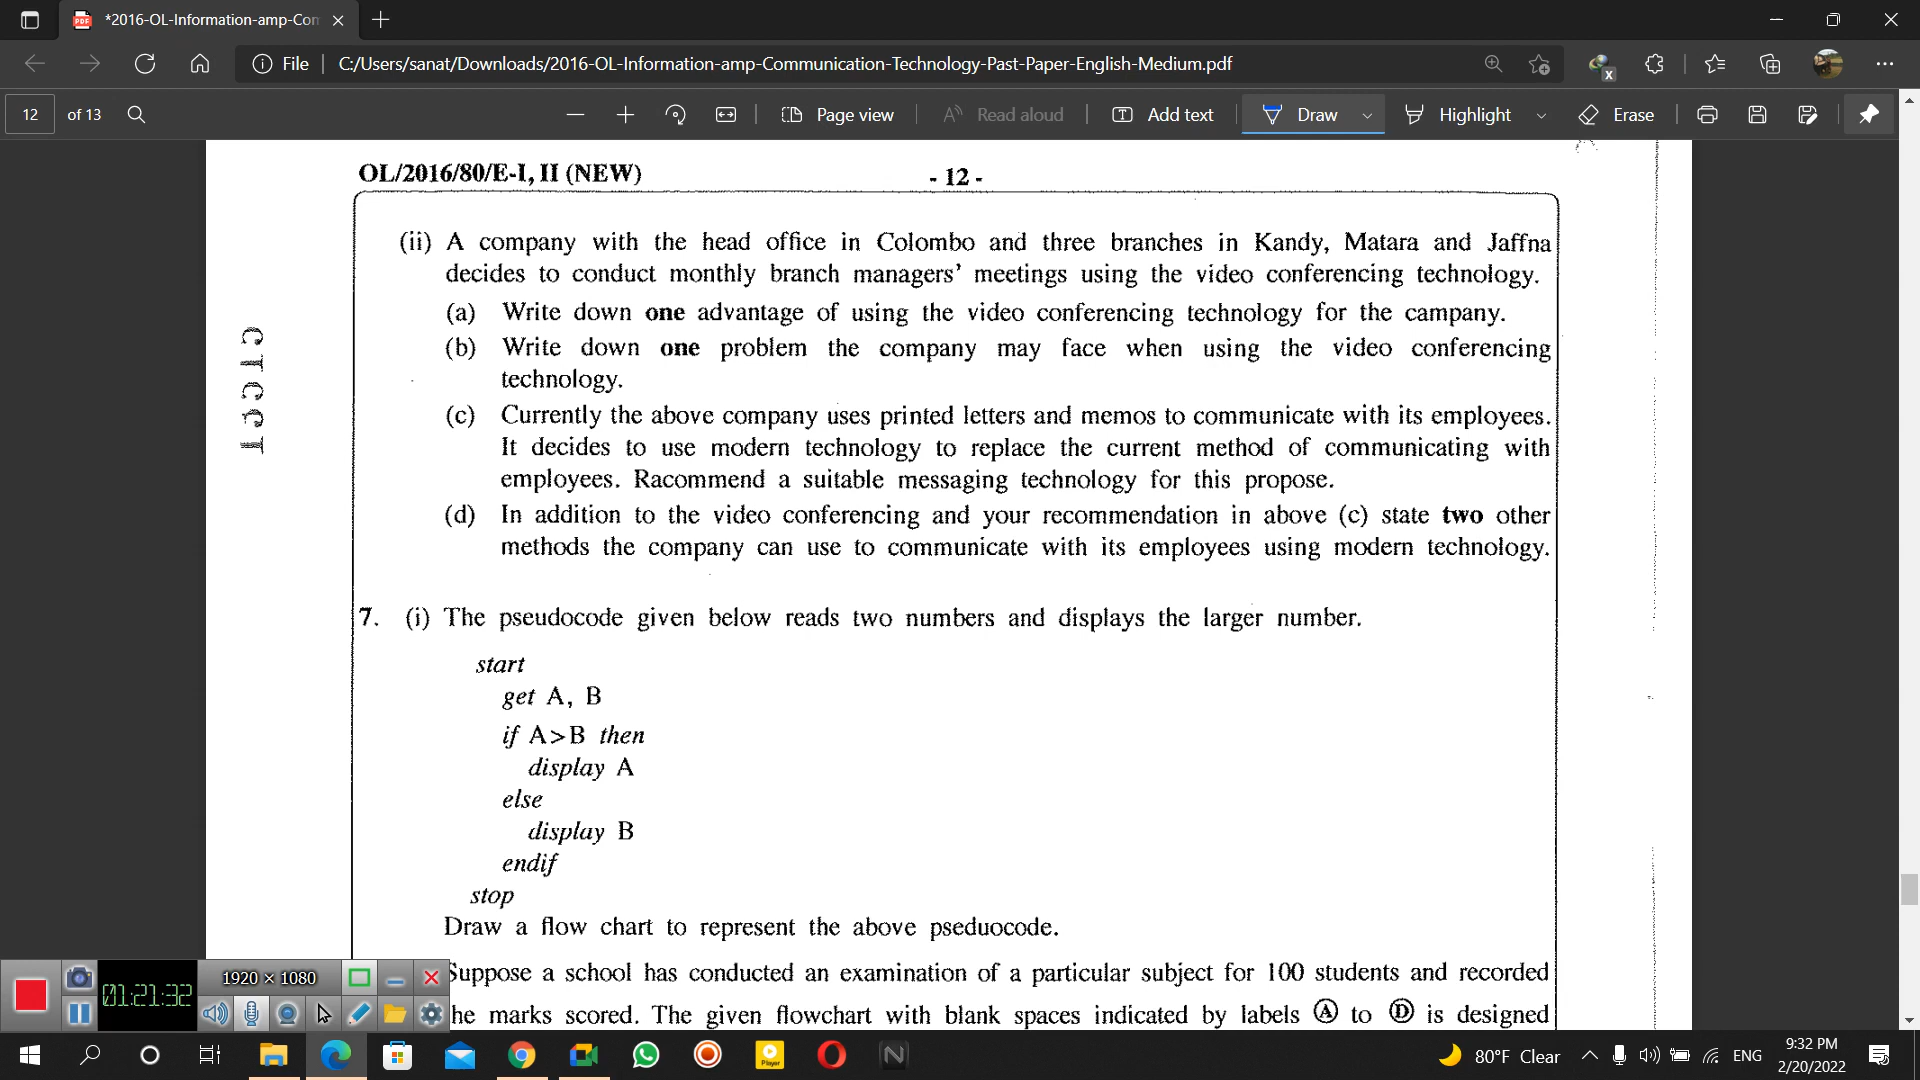 *2016-OL-Information-amp-Con
File
C:/Users/sanat/Downloads/2016-OL-Information-amp-Communication-Technology-Past-Paper-English-Medium.pdf
12 of 13
Page view
Read aloud
Add text
Draw
Highlight
Erase
OL/2016/80/E-I, II (NEW) - 12 -
(ii) A company with the head office in Colombo and three branches in Kandy, Matara and Jaffna
decides to conduct monthly branch managers' meetings using the video conferencing technology.
(a) Write down one advantage of using the video conferencing technology for the campany.
(b) Write down one problem the company may face when using the video conferencing
technology.
(c) Currently the above company uses printed letters and memos to communicate with its employees.
It decides to use modern technology to replace the current method of communicating with
employees. Racommend a suitable messaging technology for this propose.
(d) In addition to the video conferencing and your recommendation in above (c) state two other
methods the company can use to communicate with its employees using modern technology.
7. (i) The pseudocode given below reads two numbers and displays the larger number.
start
get A, B
if A>B then
display A
else
display B
endif
stop
Draw a flow chart to represent the above pseduocode.
Suppose a school has conducted an examination of a particular subject for 100 students and recorded
he marks scored. The given flowchart with blank spaces indicated by labels Ⓐ to Ⓓ is designed
01:21:32
1920 × 1080
Player
N
80°F Clear
ENG
9:32 PM
2/20/2022